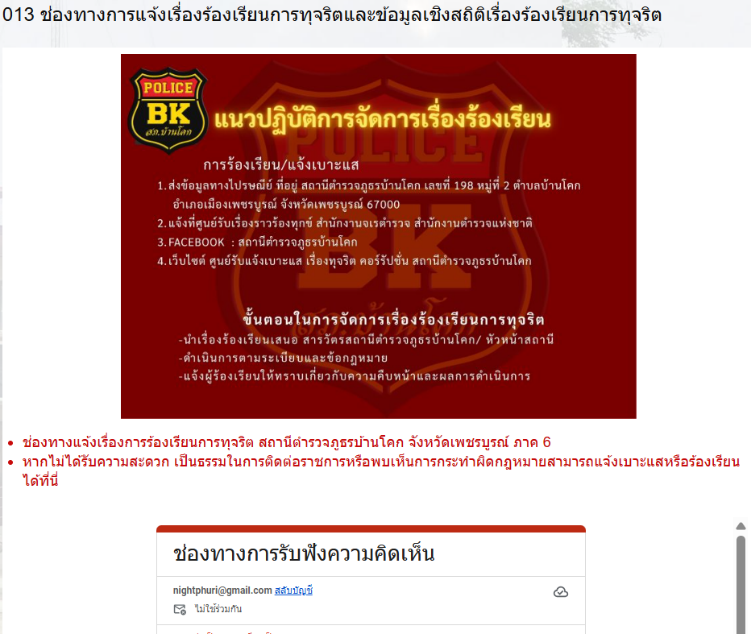 013 ช่องทางการแจ้งเรื่องร้องเรียนการทุจริตและข้อมูลเชิงสถิติเรื่องร้องเรียนการทุจริต
POLICE
BK
สภ.บ้านโคก
แนวปฏิบัติการจัดการเรื่องร้องเรียน
การร้องเรียน/แจ้งเบาะแส
1.ส่งข้อมูลทางไปรษณีย์ ที่อยู่ สถานีตำรวจภูธรบ้านโคก เลขที่ 198 หมู่ที่ 2 ตำบลบ้านโคก
อำเภอเมืองเพชรบูรณ์ จังหวัดเพชรบูรณ์ 67000
2.แจ้งที่ศูนย์รับเรื่องราวร้องทุกข์ สำนักงานจเรตำรวจ สำนักงานตำรวจแห่งชาติ
3.FACEBOOK : สถานีตำรวจภูธรบ้านโคก
4.เว็บไซต์ ศูนย์รับแจ้งเบาะแส เรื่องทุจริต คอร์รัปชั่น สถานีตำรวจภูธรบ้านโคก
ขั้นตอนในการจัดการเรื่องร้องเรียนการทุจริต
-นำเรื่องร้องเรียนเสนอ สารวัตรสถานีตำรวจภูธรบ้านโคก/ หัวหน้าสถานี
-ดำเนินการตามระเบียบและข้อกฎหมาย
-แจ้งผู้ร้องเรียนให้ทราบเกี่ยวกับความคืบหน้าและผลการดำเนินการ
POLICE
BK
สภ.บ้านโคก
• ช่องทางแจ้งเรื่องการร้องเรียนการทุจริต สถานีตำรวจภูธรบ้านโคก จังหวัดเพชรบูรณ์ ภาค 6
• หากไม่ได้รับความสะดวก เป็นธรรมในการติดต่อราชการหรือพบเห็นการกระทำผิดกฎหมายสามารถแจ้งเบาะแสหรือร้องเรียน
ได้ที่นี่
ช่องทางการรับฟังความคิดเห็น
nightphuri@gmail.com สลับบัญชี
ไม่ใช้ร่วมกัน